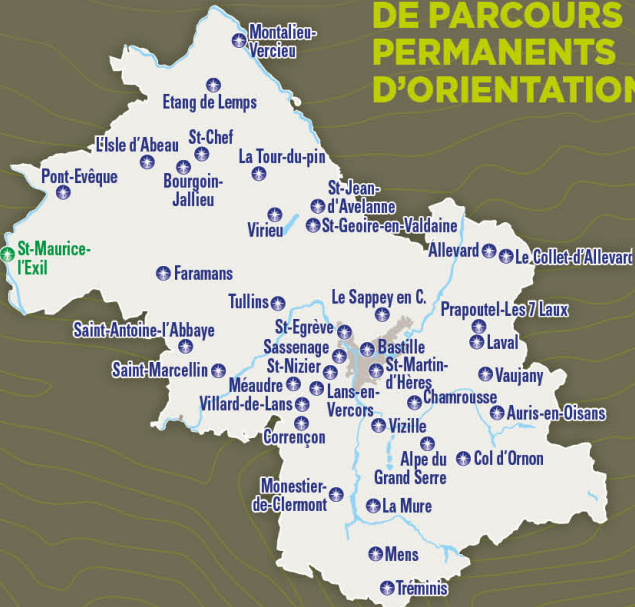 DE PARCOURS
PERMANENTS
D'ORIENTATION
Montalieu-
Vercieu
Etang de Lemps
L'Isle d'Abeau
St-Chef
Bourgoin-
Jallieu
La Tour-du-pin
Pont-Evêque
St-Jean-
d'Avelanne
Virieu
St-Geoire-en-Valdaine
St-Maurice-
l'Exil
Allevard
Le Collet-d'Allevard
Faramans
Tullins
Le Sappey en C.
Prapoutel-Les 7 Laux
St-Egrève
Saint-Antoine-l'Abbaye
Sassenage
Bastille
Laval
Saint-Marcellin
St-Nizier
St-Martin-
d'Hères
Vaujany
Méaudre
Lans-en-
Vercors
Chamrousse
Villard-de-Lans
Auris-en-Oisans
Corrençon
Vizille
Alpe du
Grand Serre
Col d'Ornon
Monestier-
de-Clermont
La Mure
Mens
Tréminis